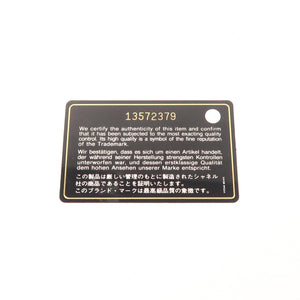 13572379
We certify the authenticity of this item and confirm
that it has been subjected to the most exacting quality
control. Its high quality is a symbol of the fine reputation
of the Trademark.
Wir bestätigen, dass es sich um einen Artikel handelt,
der während seiner Herstellung strengsten Kontrollen
unterworfen war, und dessen erstklassige Qualität
dem hohen Ansehen unserer Marke entspricht.
この製品は厳しい管理のもとに製造されたシャネル
社の商品であることを証明いたします。
このブランド・マークは最高級品質の象徴です。